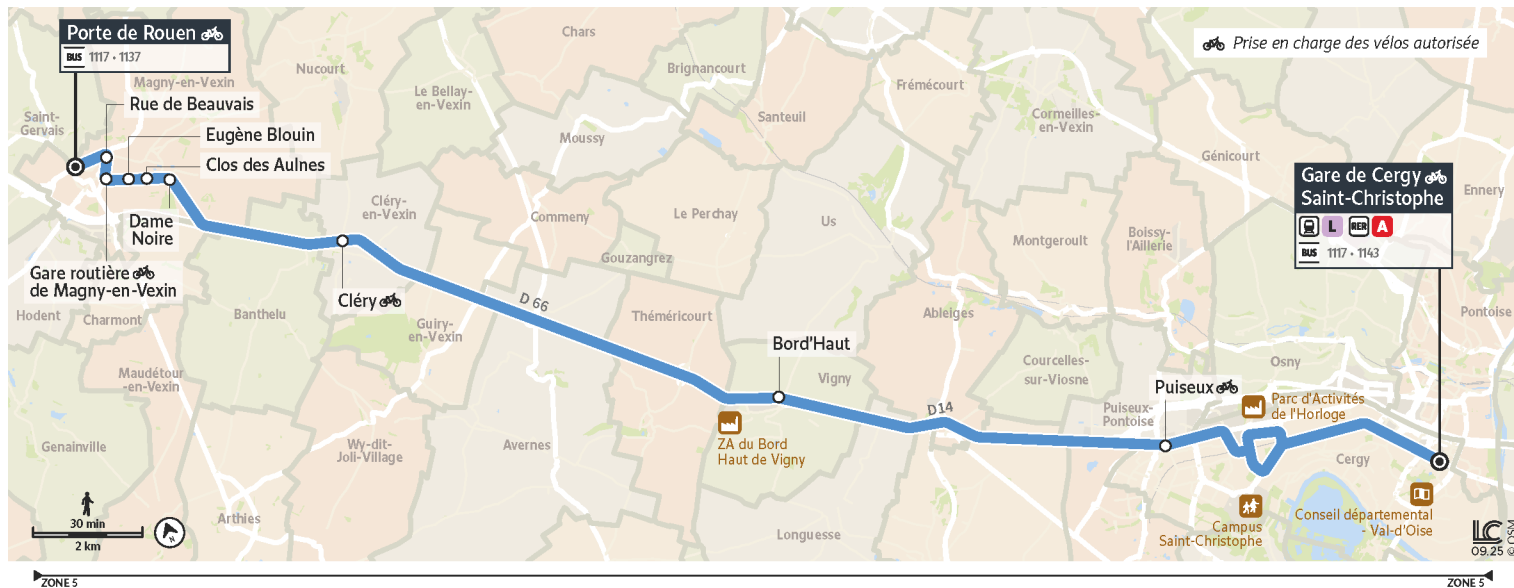 Porte de Rouen
BUS 1117 • 1137
Prise en charge des vélos autorisée
Chars
Nucourt
Magny-en-Vexin
Brignancourt
Le Bellay-
en-Vexin
Frémécourt
Rue de Beauvais
Saint-
Gervais
Santeuil
Cormeilles-
en-Vexin
Eugène Blouin
Moussy
Clos des Aulnes
Génicourt
Gare de Cergy
Saint-Christophe
L RER A
BUS 1117 • 1143
Ennery
Cléry-
en-Vexin
Commeny
Le Perchay
Us
Dame
Noire
Montgeroult
Boissy-
l'Aillerie
Gouzangrez
Gare routière
de Magny-en-Vexin
Cléry
D 66
Hodent
Charmont
Banthelu
Guiry-
en-Vexin
Théméricourt
Ableiges
Pontoise
Bord'Haut
Vigny
Courcelles-
sur-Viosne
Osny
Maudétour
-en-Vexin
Puiseux
Puiseux-
Pontoise
Parc d'Activités
de l'Horloge
D14
Genainville
Wy-dit-
Joli-Village
Avernes
ZA du Bord
Haut de Vigny
Cergy
30 min
2 km
N
Arthies
Longuesse
Campus
Saint-Christophe
Conseil départemental
- Val-d'Oise
LC
09.25 © OSM
ZONE 5
ZONE 5